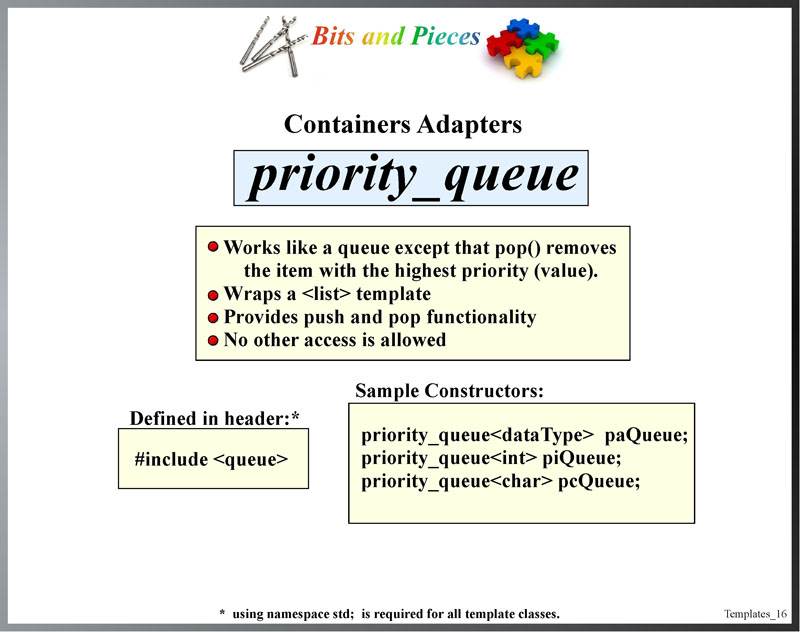 Bits and Pieces
Containers Adapters
priority_queue
Works like a queue except that pop() removes
the item with the highest priority (value).
Wraps a <list> template
Provides push and pop functionality
No other access is allowed
Sample Constructors:
Defined in header:*
#include <queue>
priority_queue<dataType>  paQueue;
priority_queue<int> piQueue;
priority_queue<char> pcQueue;
*  using namespace std;  is required for all template classes.
Templates_16